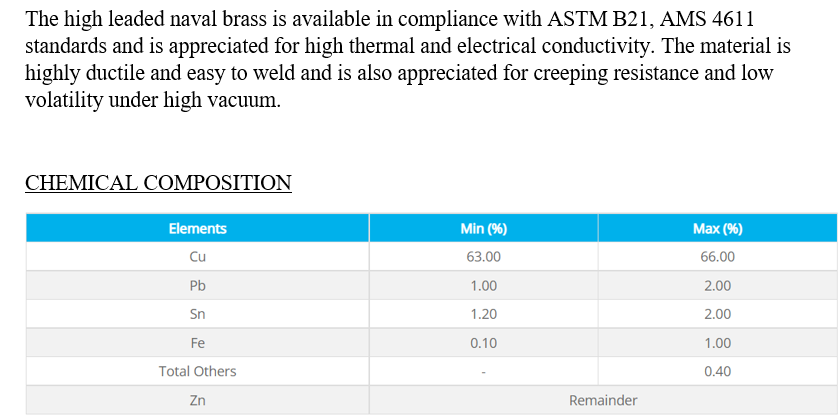 The high leaded naval brass is available in compliance with ASTM B21, AMS 4611
standards and is appreciated for high thermal and electrical conductivity. The material is
highly ductile and easy to weld and is also appreciated for creeping resistance and low
volatility under high vacuum.
CHEMICAL COMPOSITION
Elements Min (%) Max (%)
Cu 63.00 66.00
Pb 1.00 2.00
Sn 1.20 2.00
Fe 0.10 1.00
Total Others - 0.40
Zn Remainder